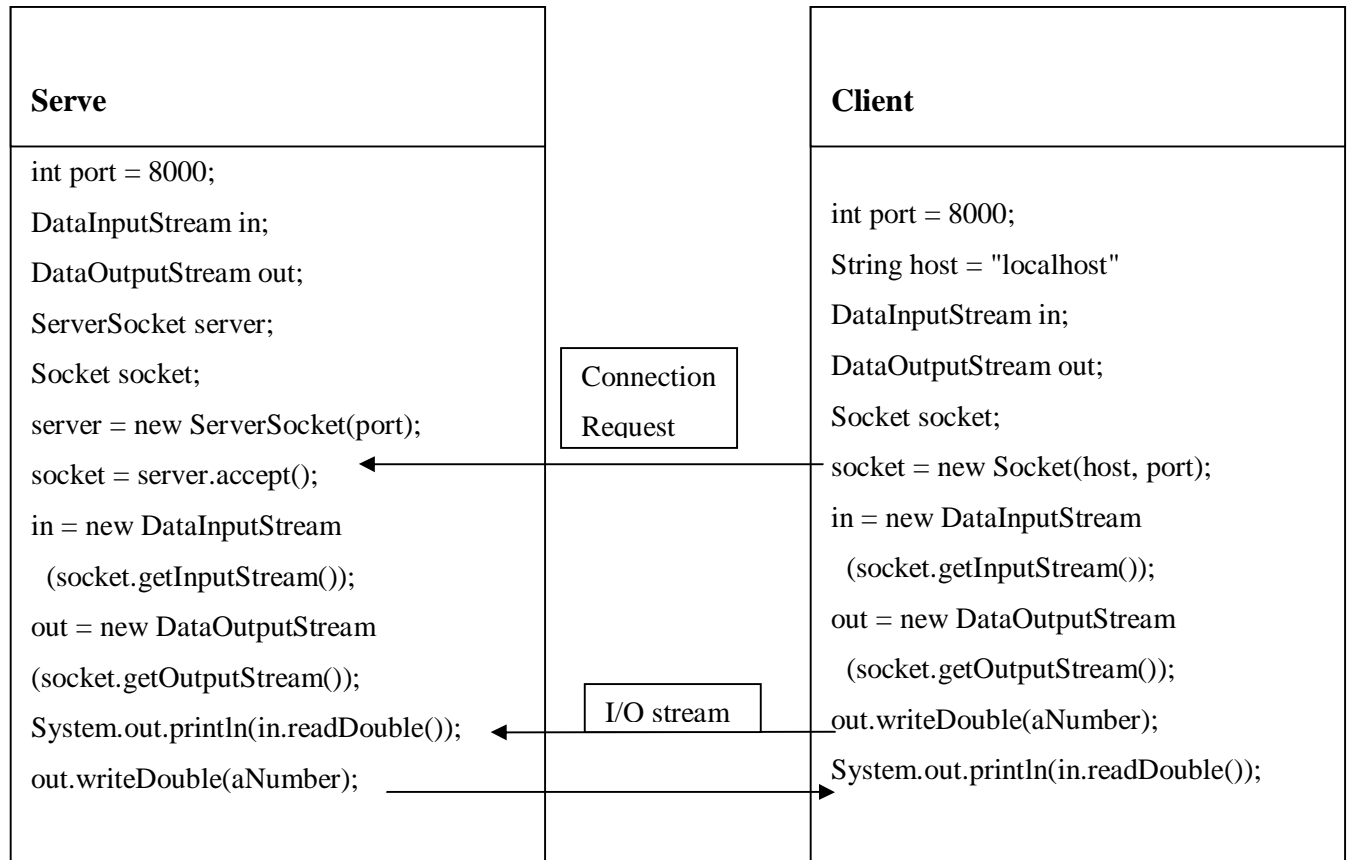 Serve
int port = 8000;
DataInputStream in;
DataOutputStream out;
ServerSocket server;
Socket socket;
server = new ServerSocket(port);
socket = server.accept();
in = new DataInputStream
(socket.getInputStream());
out = new DataOutputStream
(socket.getOutputStream());
System.out.println(in.readDouble());
out.writeDouble(aNumber);
Connection
Request
I/O stream
Client
int port = 8000;
String host = "localhost"
DataInputStream in;
DataOutputStream out;
Socket socket;
socket = new Socket(host, port);
in = new DataInputStream
(socket.getInputStream());
out = new DataOutputStream
(socket.getOutputStream());
out.writeDouble(aNumber);
System.out.println(in.readDouble());